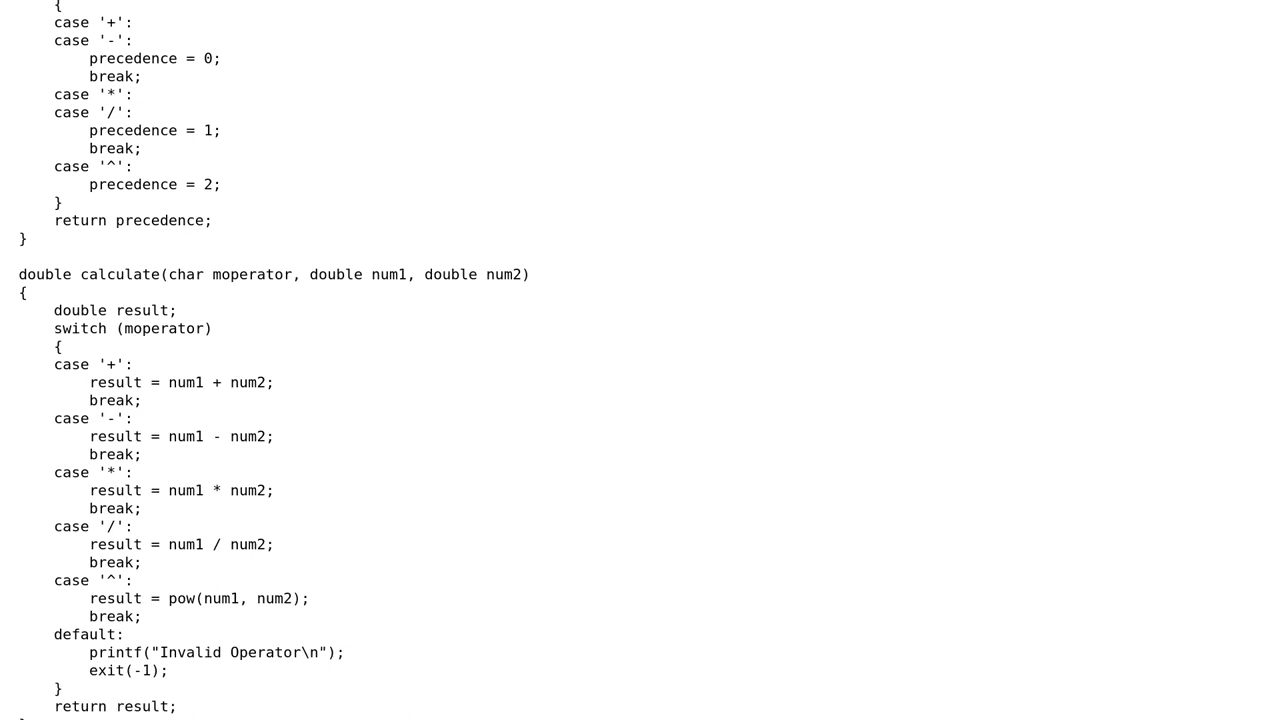 {
    case '+':
    case '-':
        precedence = 0;
        break;
    case '*':
    case '/':
        precedence = 1;
        break;
    case '^':
        precedence = 2;
    }
    return precedence;
}

double calculate(char moperator, double num1, double num2)
{
    double result;
    switch (moperator)
    {
    case '+':
        result = num1 + num2;
        break;
    case '-':
        result = num1 - num2;
        break;
    case '*':
        result = num1 * num2;
        break;
    case '/':
        result = num1 / num2;
        break;
    case '^':
        result = pow(num1, num2);
        break;
    default:
        printf("Invalid Operator\n");
        exit(-1);
    }
    return result;
}